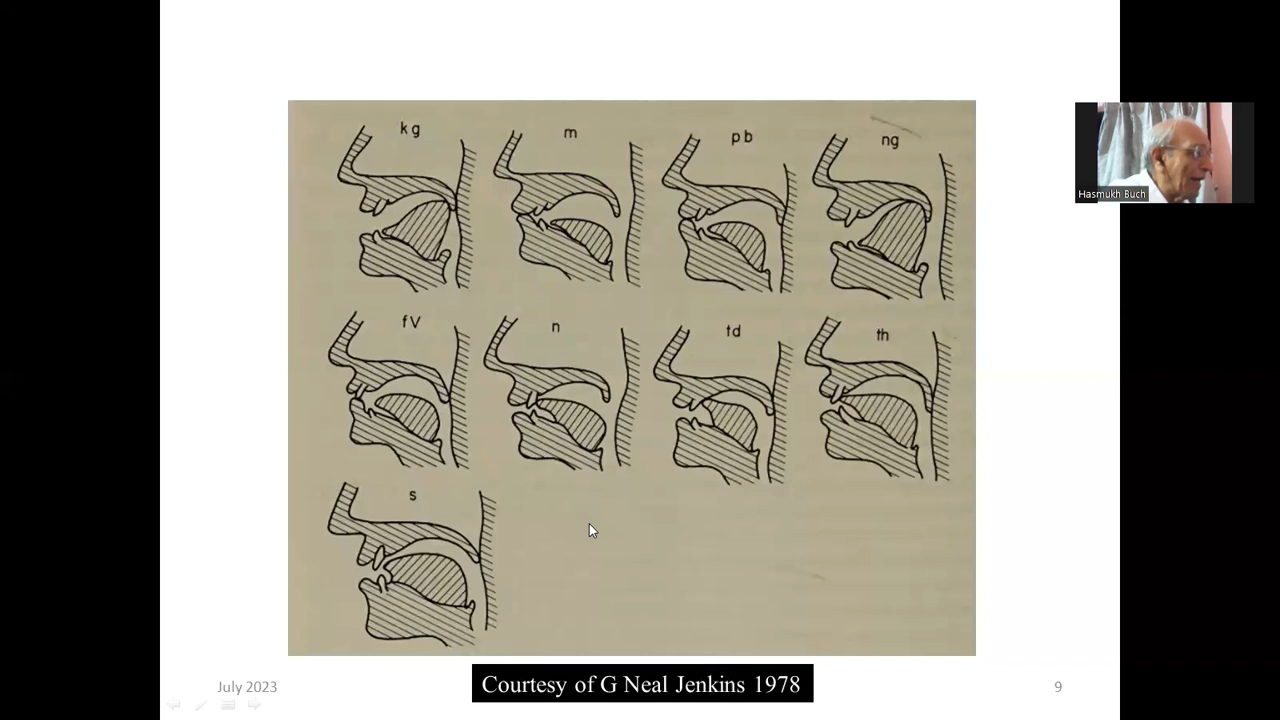 kg
m
pb
ng
fV
n
td
th
s
Hasmukh Buch
July 2023
Courtesy of G Neal Jenkins 1978
9